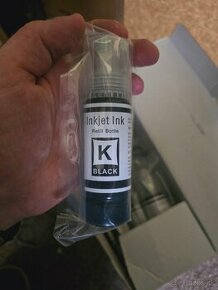 Inkjet Ink
Refill Bottle
K
BLACK